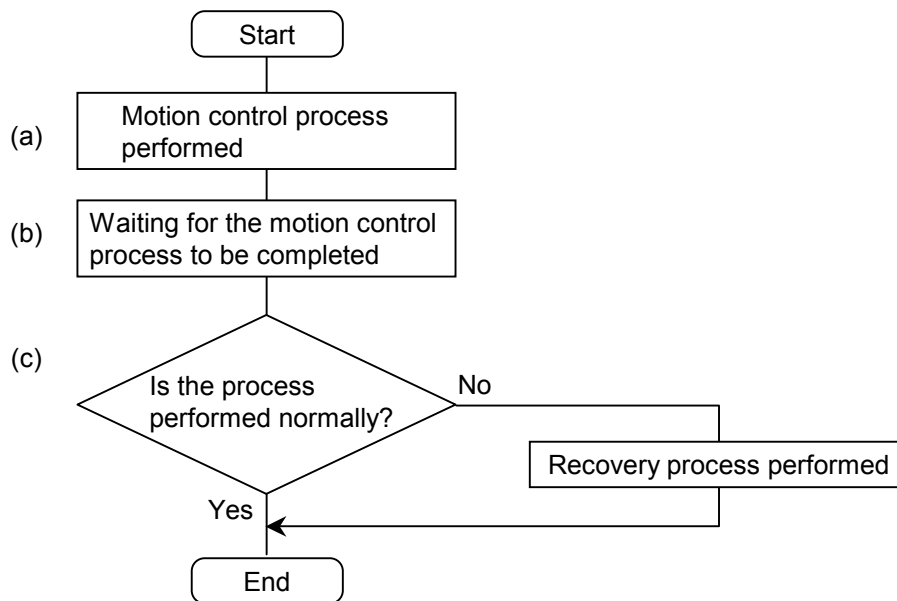 Start
(a)
Motion control process
performed
(b)
Waiting for the motion control
process to be completed
(c)
Is the process
performed normally?
No
Recovery process performed
Yes
End